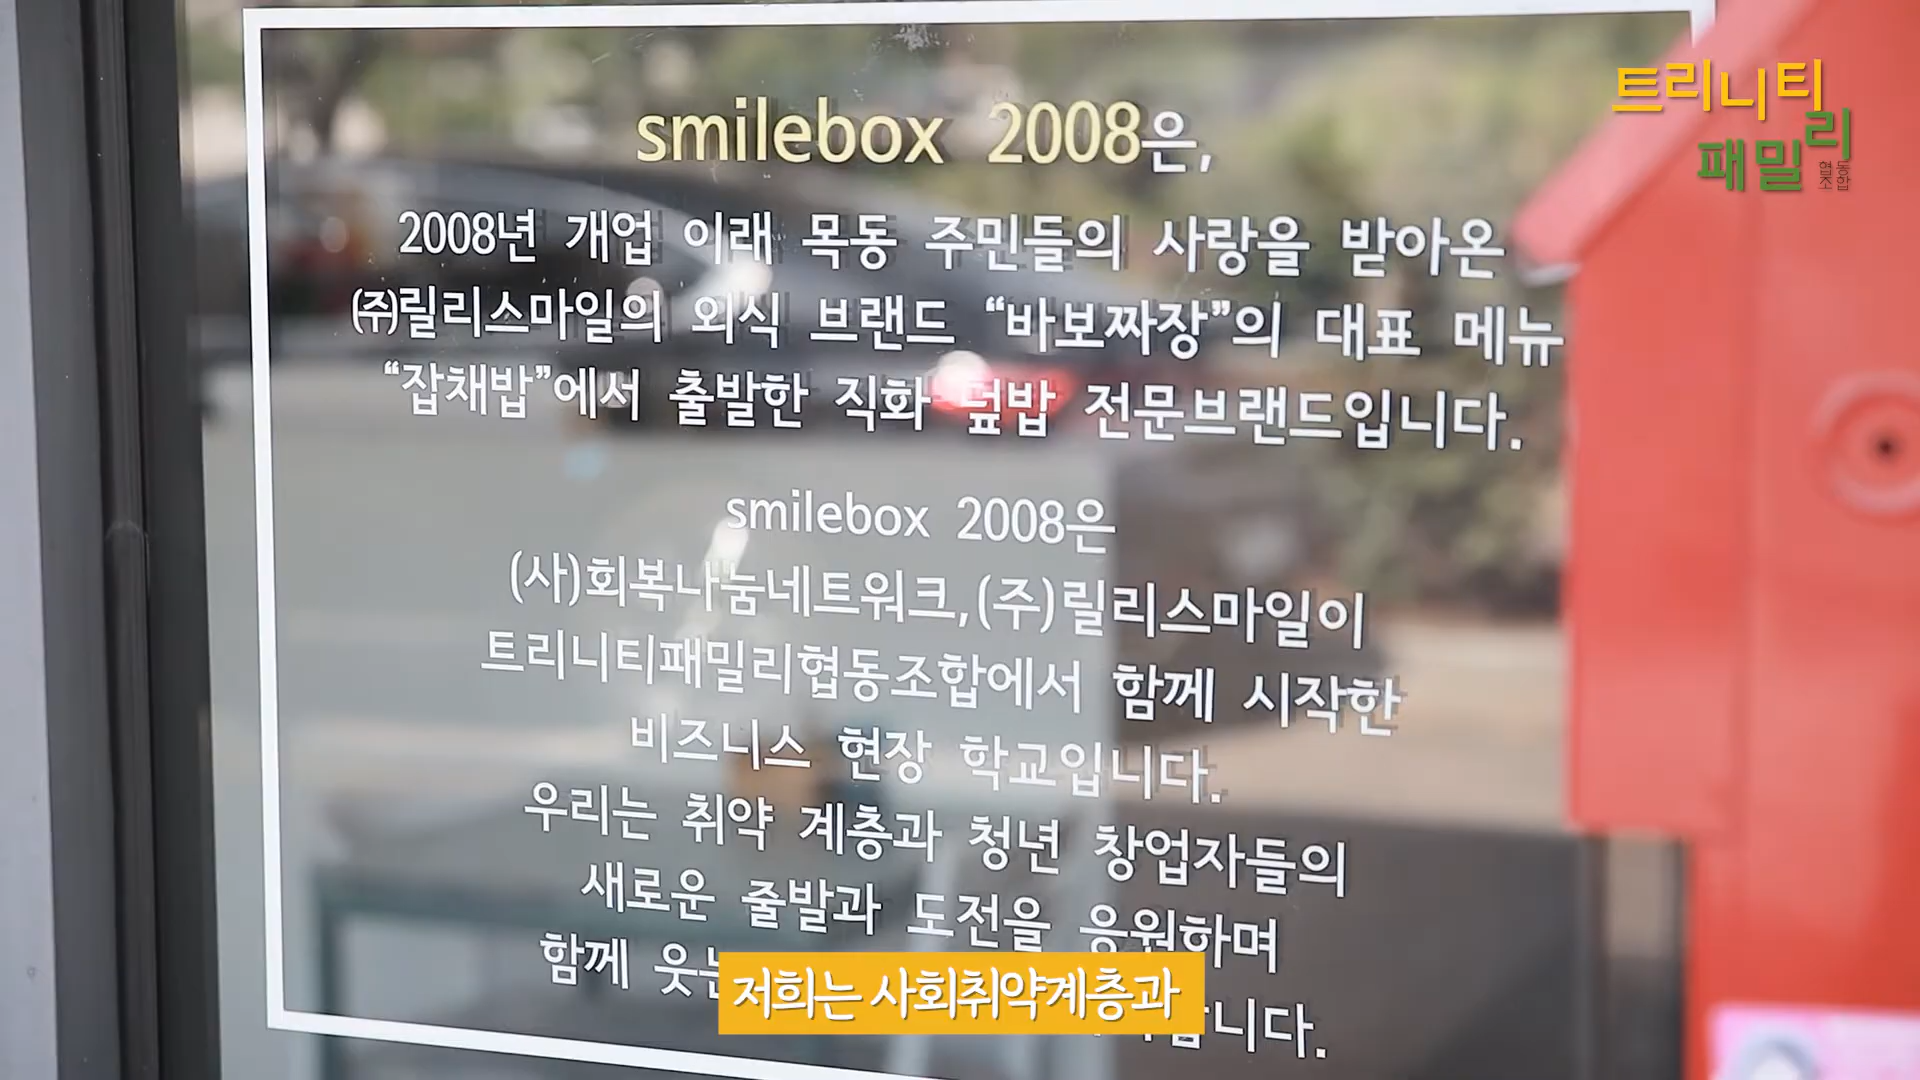 smilebox 2008은,
2008년 개업 이래 목동 주민들의 사랑을 받아온
㈜릴리스마일의 외식 브랜드 “바보짜장”의 대표 메뉴
“잡채밥”에서 출발한 직화 덮밥 전문브랜드입니다.
smilebox 2008은
(사)회복나눔네트워크,(주)릴리스마일이
트리니티패밀리협동조합에서 함께 시작한
비즈니스 현장 학교입니다.
우리는 취약 계층과 청년 창업자들의
새로운 출발과 도전을 응원하며
함께 웃는
니다.
저희는 사회취약계층과
트리니티
패밀리
협동
조합